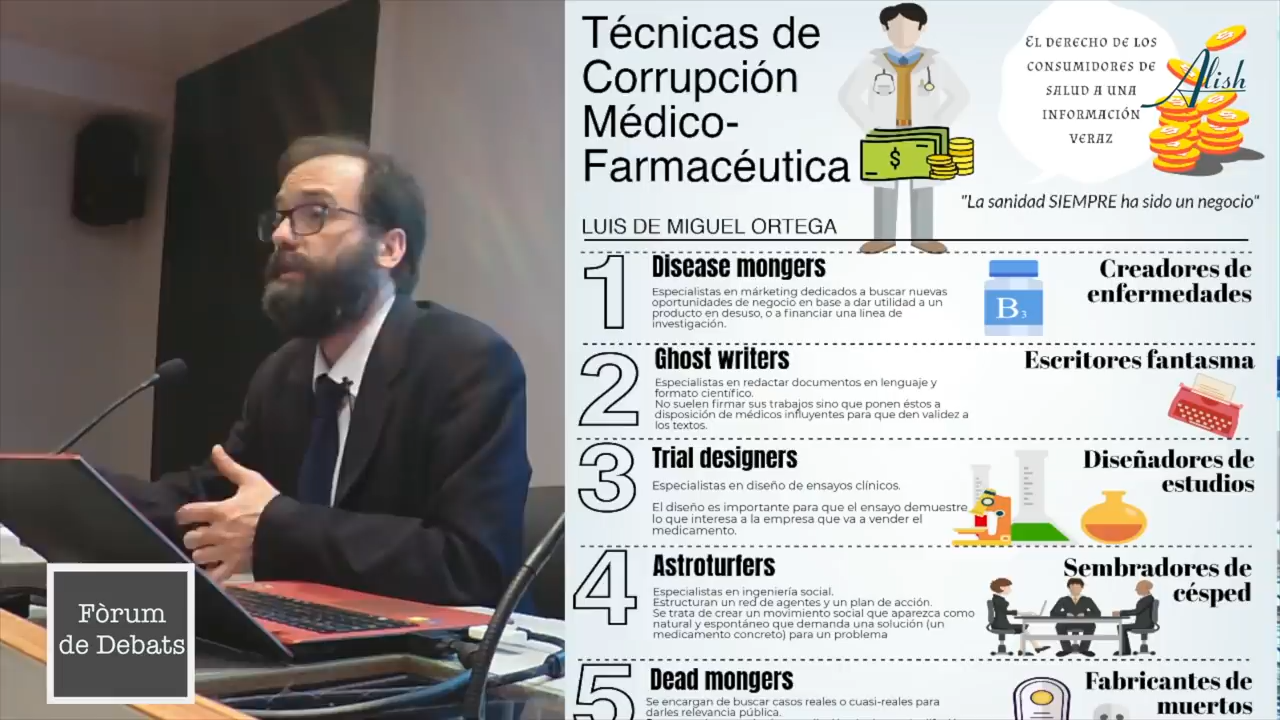 Técnicas de
Corrupción
Médico-
Farmacéutica
EL DERECHO DE LOS
CONSUMIDORES DE
SALUD A UNA
INFORMACIÓN
VERAZ
Alish
$
"La sanidad SIEMPRE ha sido un negocio"
LUIS DE MIGUEL ORTEGA
1
Disease mongers
Especialistas en márketing dedicados a buscar nuevas
oportunidades de negocio en base a dar utilidad a un
producto en desuso, o a financiar una linea de
investigación.
B3
Creadores de
enfermedades
2
Ghost writers
Especialistas en redactar documentos en lenguaje y
formato científico.
No suelen firmar sus trabajos sino que ponen éstos a
disposición de médicos influyentes para que den validez a
los textos.
Escritores fantasma
3
Trial designers
Especialistas en diseño de ensayos clínicos.
El diseño es importante para que el ensayo demuestre
lo que interesa a la empresa que va a vender el
medicamento.
Diseñadores de
estudios
4
Astroturfers
Especialistas en ingeniería social.
Estructuran un red de agentes y un plan de acción.
Se trata de crear un movimiento social que aparezca como
natural y espontáneo que demanda una solución (un
medicamento concreto) para un problema
Sembradores de
césped
5
Dead mongers
Se encargan de buscar casos reales o cuasi-reales para
darles relevancia pública.
Fabricantes de
muertos
Fòrum
de Debats